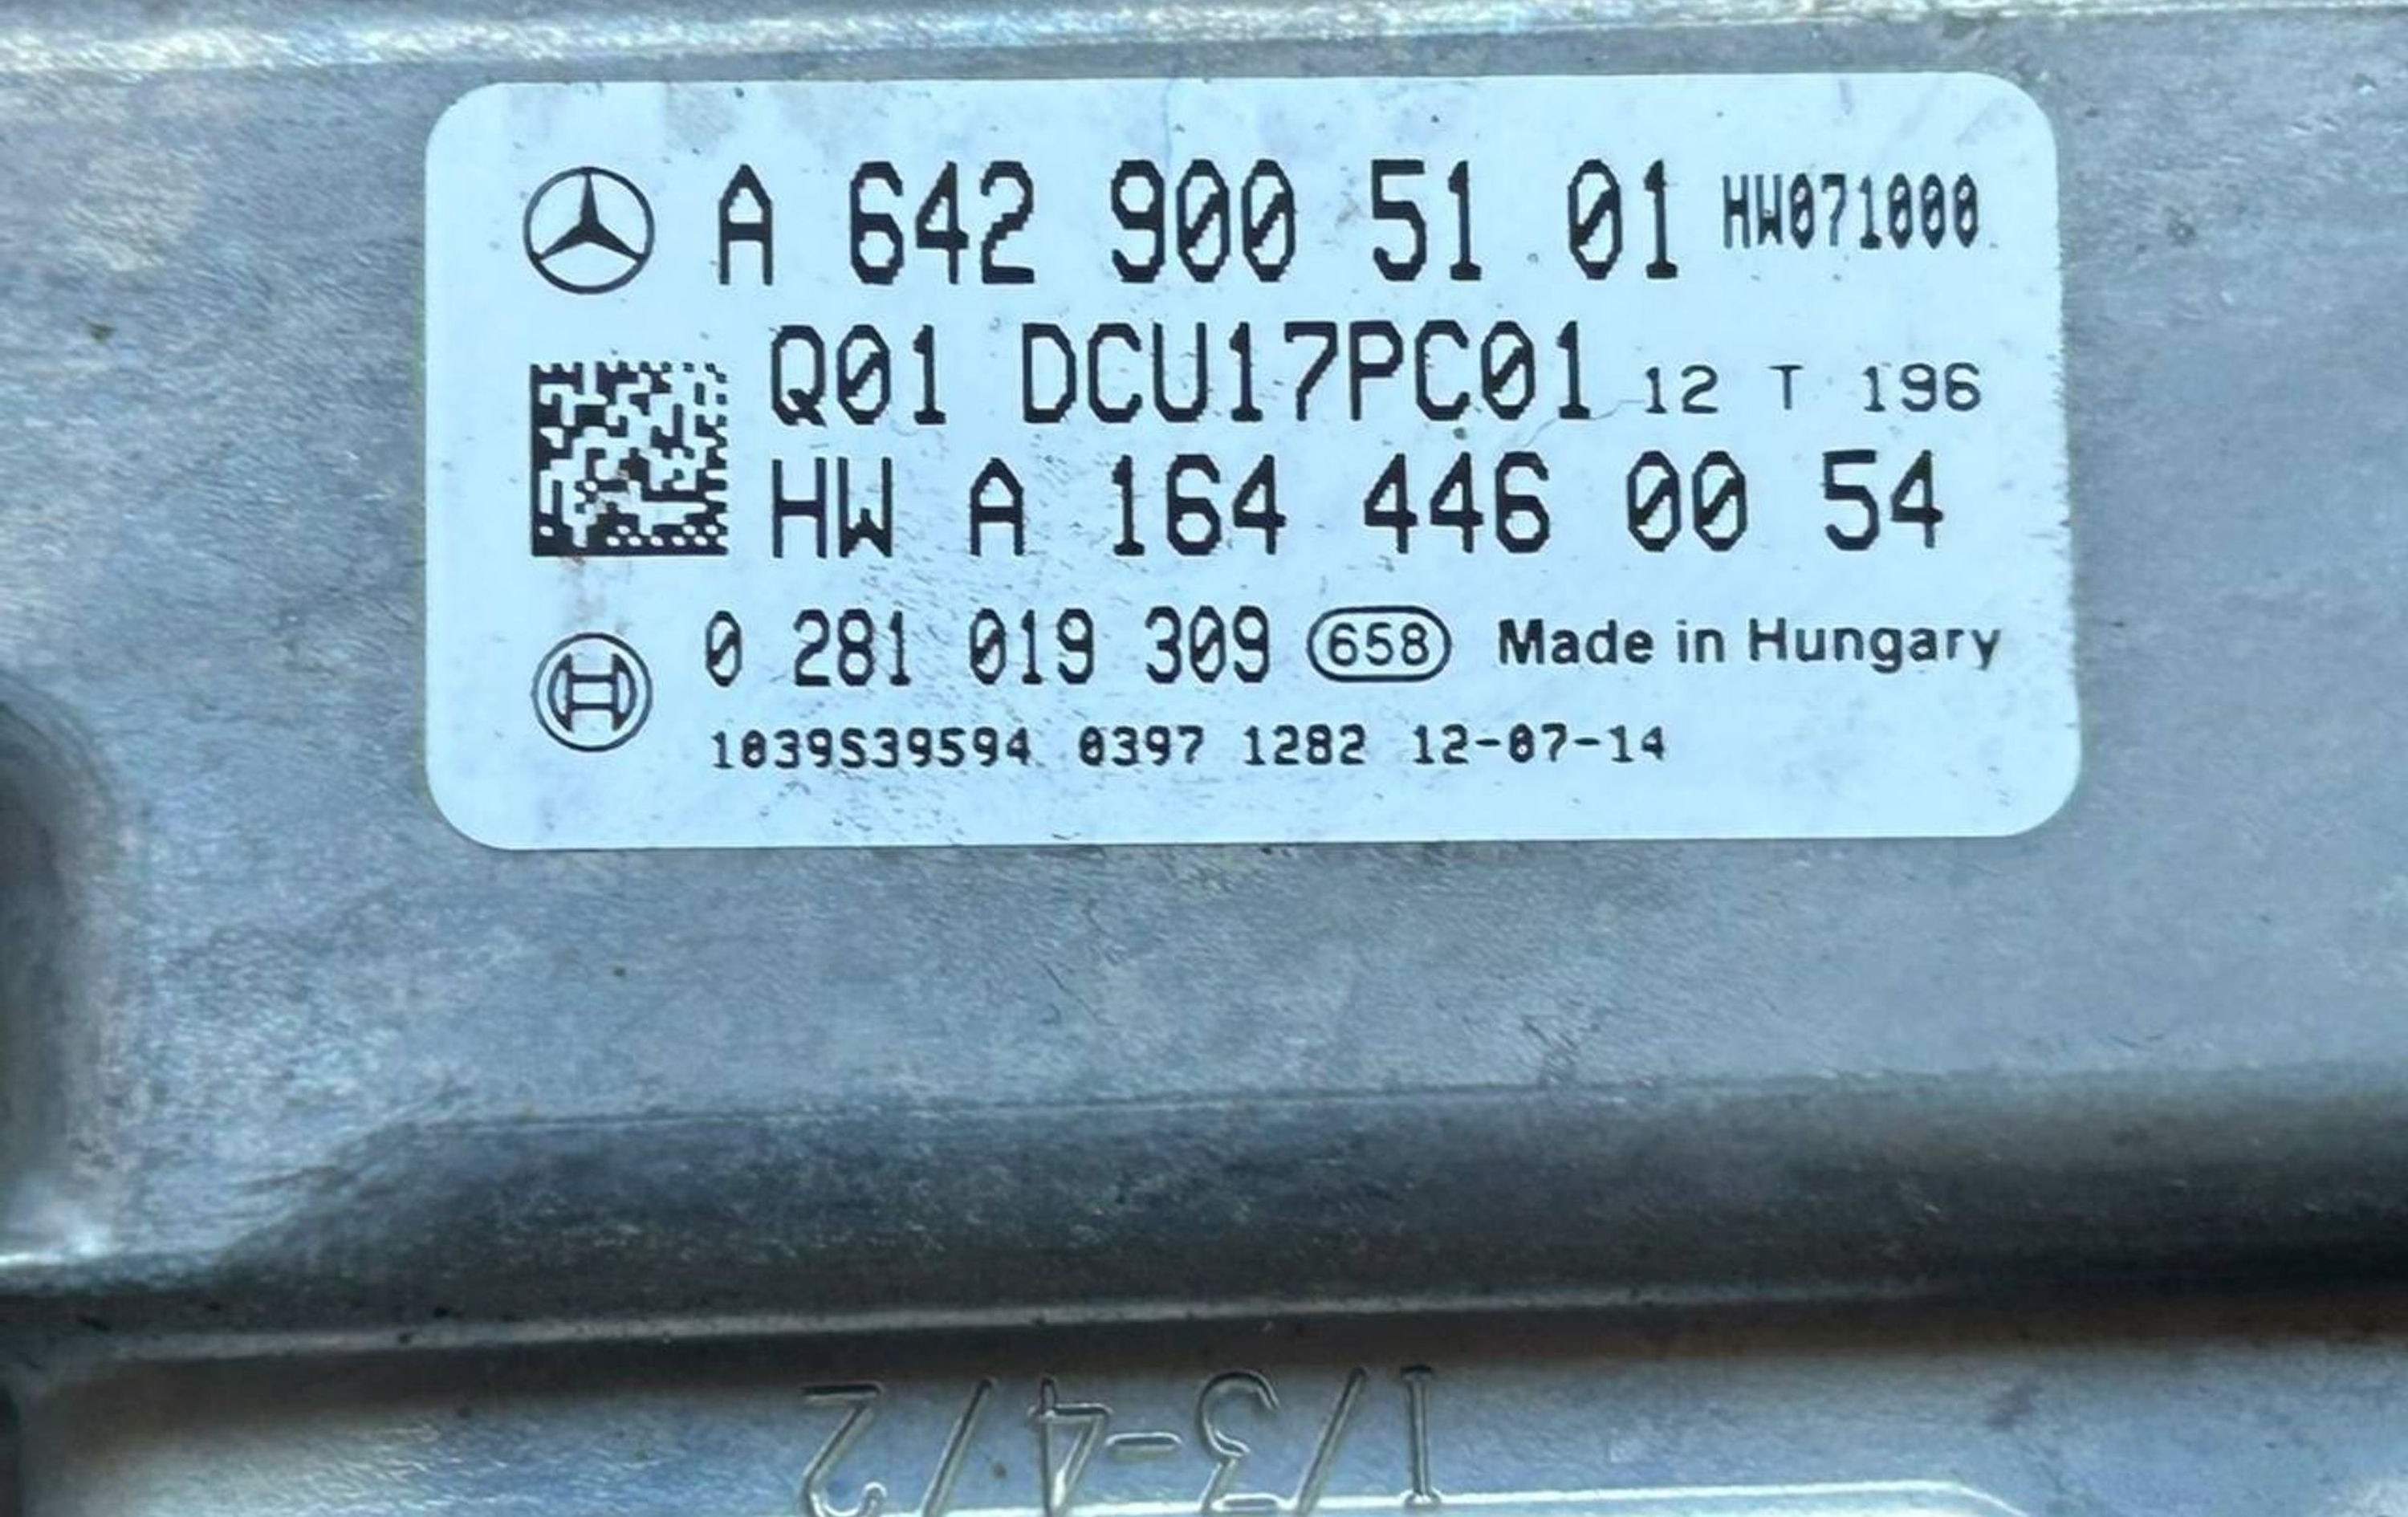 A 642 900 51 01 HW071000
Q01 DCU17PC01 12 T 196
HW A 164 446 00 54
0 281 019 309 658 Made in Hungary
1039S39594 0397 1282 12-07-14
1/3-4/2